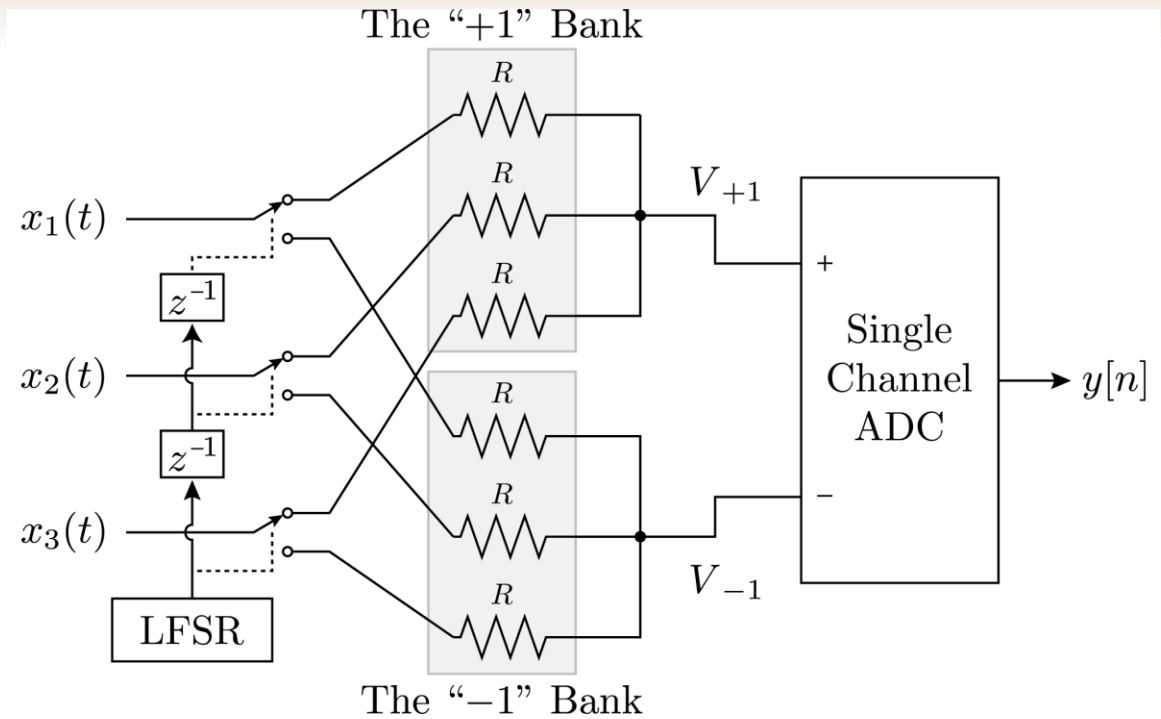 The “+1” Bank
R
R
R
x₁(t)
x₂(t)
x₃(t)
z⁻¹
z⁻¹
LFSR
R
R
R
The “−1” Bank
V₊₁
V₋₁
+
−
Single
Channel
ADC
y[n]